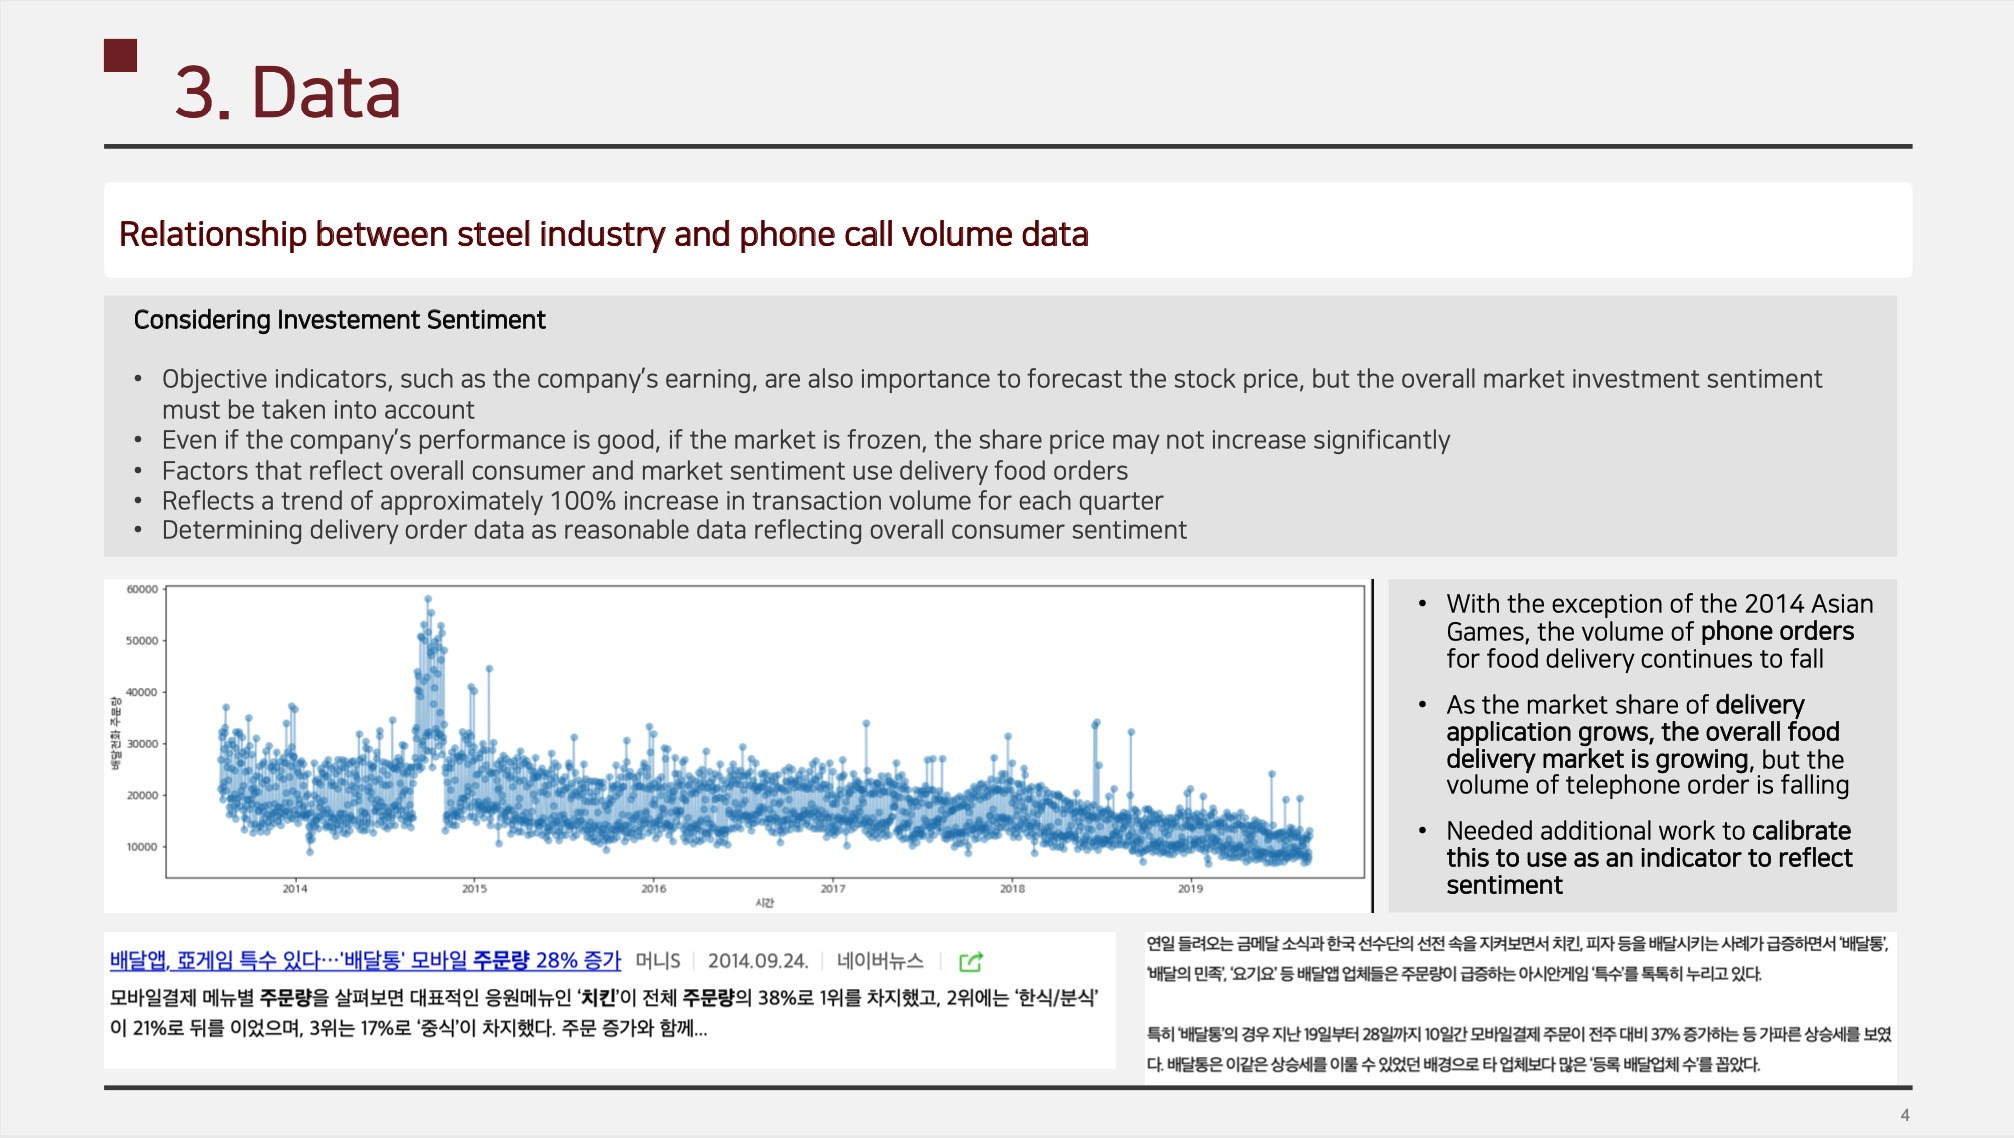 3. Data
Relationship between steel industry and phone call volume data
Considering Investement Sentiment
• Objective indicators, such as the company's earning, are also importance to forecast the stock price, but the overall market investment sentiment
must be taken into account
• Even if the company's performance is good, if the market is frozen, the share price may not increase significantly
• Factors that reflect overall consumer and market sentiment use delivery food orders
• Reflects a trend of approximately 100% increase in transaction volume for each quarter
• Determining delivery order data as reasonable data reflecting overall consumer sentiment
60000
50000
40000
30000
20000
10000
배달전화 주문량
2014 2015 2016 2017 2018 2019
시간
• With the exception of the 2014 Asian
Games, the volume of phone orders
for food delivery continues to fall
• As the market share of delivery
application grows, the overall food
delivery market is growing, but the
volume of telephone order is falling
• Needed additional work to calibrate
this to use as an indicator to reflect
sentiment
배달앱, 亞게임 특수 있다…'배달통' 모바일 주문량 28% 증가 머니S 2014.09.24. 네이버뉴스
모바일결제 메뉴별 주문량을 살펴보면 대표적인 응원메뉴인 '치킨'이 전체 주문량의 38%로 1위를 차지했고, 2위에는 '한식/분식'
이 21%로 뒤를 이었으며, 3위는 17%로 '중식'이 차지했다. 주문 증가와 함께...
연일 들려오는 금메달 소식과 한국 선수단의 선전 속을 지켜보면서 치킨, 피자 등을 배달시키는 사례가 급증하면서 '배달통',
'배달의 민족', '요기요' 등 배달앱 업체들은 주문량이 급증하는 아시안게임 '특수'를 톡톡히 누리고 있다.
특히 '배달통'의 경우 지난 19일부터 28일까지 10일간 모바일결제 주문이 전주 대비 37% 증가하는 등 가파른 상승세를 보였
다. 배달통은 이같은 상승세를 이룰 수 있었던 배경으로 타 업체보다 많은 '등록 배달업체 수'를 꼽았다.
4